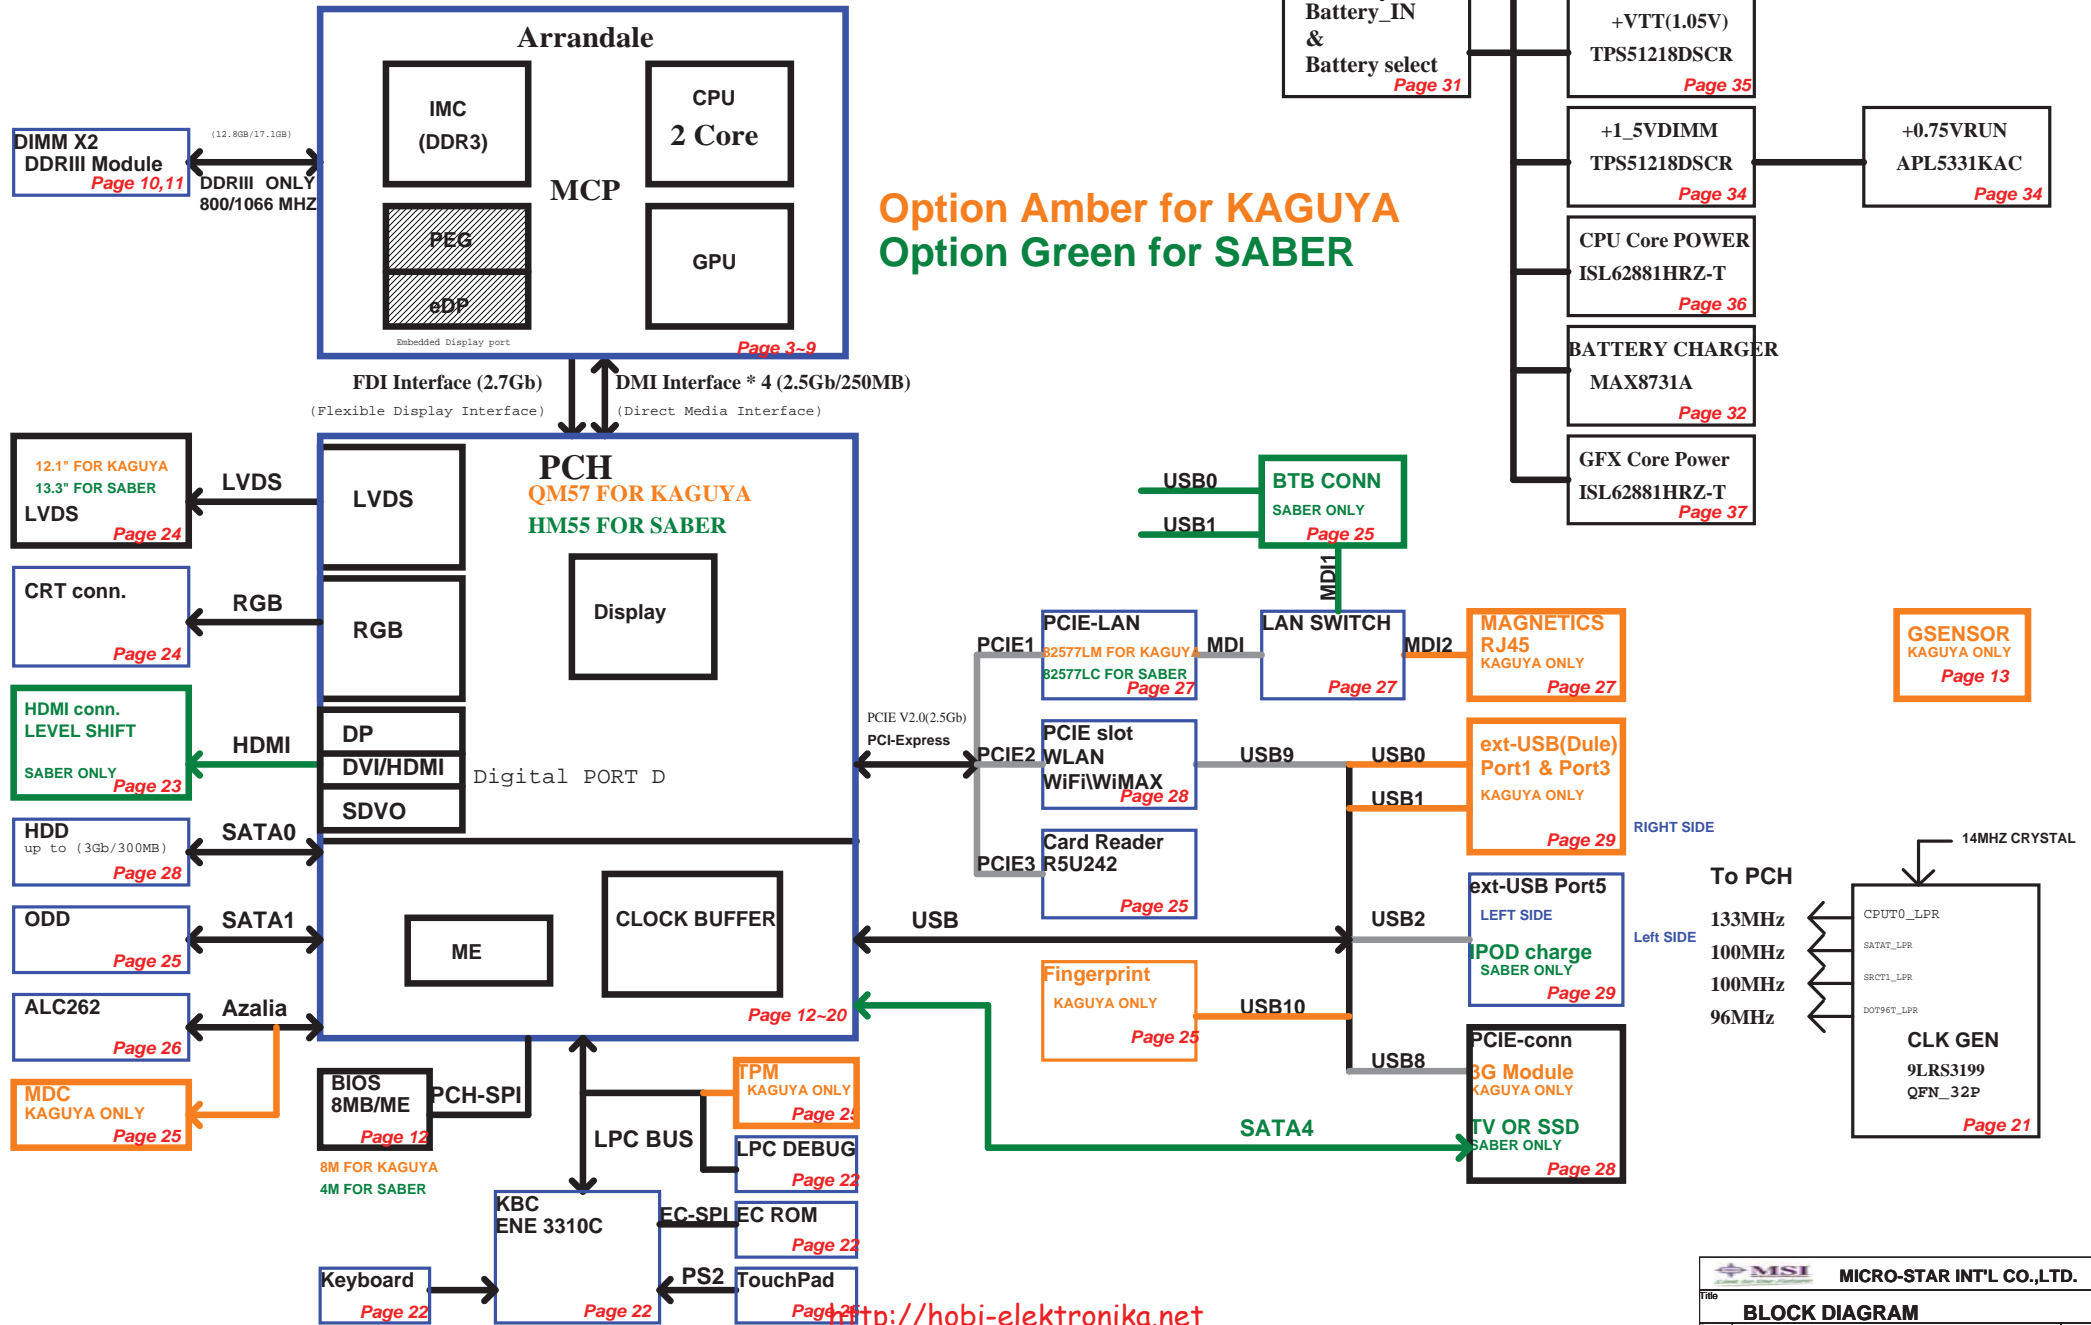 Arrandale
IMC
(DDR3)
CPU
2 Core
MCP
PEG
eDP
GPU
Embedded Display port
Page 3~9
DIMM X2
DDRIII Module
Page 10,11
(12.8GB/17.1GB)
DDRIII ONLY
800/1066 MHZ
Option Amber for KAGUYA
Option Green for SABER
Battery_IN
&
Battery select
Page 31
+VTT(1.05V)
TPS51218DSCR
Page 35
+1_5VDIMM
TPS51218DSCR
Page 34
+0.75VRUN
APL5331KAC
Page 34
CPU Core POWER
ISL62881HRZ-T
Page 36
BATTERY CHARGER
MAX8731A
Page 32
GFX Core Power
ISL62881HRZ-T
Page 37
FDI Interface (2.7Gb)
(Flexible Display Interface)
DMI Interface * 4 (2.5Gb/250MB)
(Direct Media Interface)
12.1" FOR KAGUYA
13.3" FOR SABER
LVDS
Page 24
LVDS
LVDS
PCH
QM57 FOR KAGUYA
HM55 FOR SABER
Display
CRT conn.
Page 24
RGB
RGB
HDMI conn.
LEVEL SHIFT
SABER ONLY
Page 23
HDMI
DP
DVI/HDMI
SDVO
Digital PORT D
HDD
up to (3Gb/300MB)
Page 28
SATA0
ODD
Page 25
SATA1
ME
CLOCK BUFFER
Page 12~20
ALC262
Page 26
Azalia
MDC
KAGUYA ONLY
Page 25
BIOS
8MB/ME
Page 12
PCH-SPI
8M FOR KAGUYA
4M FOR SABER
LPC BUS
TPM
KAGUYA ONLY
Page 25
LPC DEBUG
Page 22
KBC
ENE 3310C
Page 22
EC-SPI
EC ROM
Page 22
Keyboard
Page 22
PS2
TouchPad
http://hobi-elektronika.net
USB0
USB1
BTB CONN
SABER ONLY
Page 25
MDI1
PCIE1
PCIE-LAN
82577LM FOR KAGUYA
82577LC FOR SABER
Page 27
MDI
LAN SWITCH
Page 27
MDI2
MAGNETICS
RJ45
KAGUYA ONLY
Page 27
GSENSOR
KAGUYA ONLY
Page 13
PCIE V2.0(2.5Gb)
PCI-Express
PCIE2
PCIE slot
WLAN
WiFi\WiMAX
Page 28
USB9
USB0
USB1
ext-USB(Dule)
Port1 & Port3
KAGUYA ONLY
Page 29
RIGHT SIDE
PCIE3
Card Reader
R5U242
Page 25
USB
USB2
ext-USB Port5
LEFT SIDE
IPOD charge
SABER ONLY
Page 29
Left SIDE
Fingerprint
KAGUYA ONLY
Page 25
USB10
USB8
PCIE-conn
3G Module
KAGUYA ONLY
TV OR SSD
SABER ONLY
Page 28
SATA4
14MHZ CRYSTAL
To PCH
133MHz
100MHz
100MHz
96MHz
CPUT0_LPR
SATAT_LPR
SRCT1_LPR
DOT96T_LPR
CLK GEN
9LRS3199
QFN_32P
Page 21
MSI
MICRO-STAR INT'L CO.,LTD.
Title
BLOCK DIAGRAM